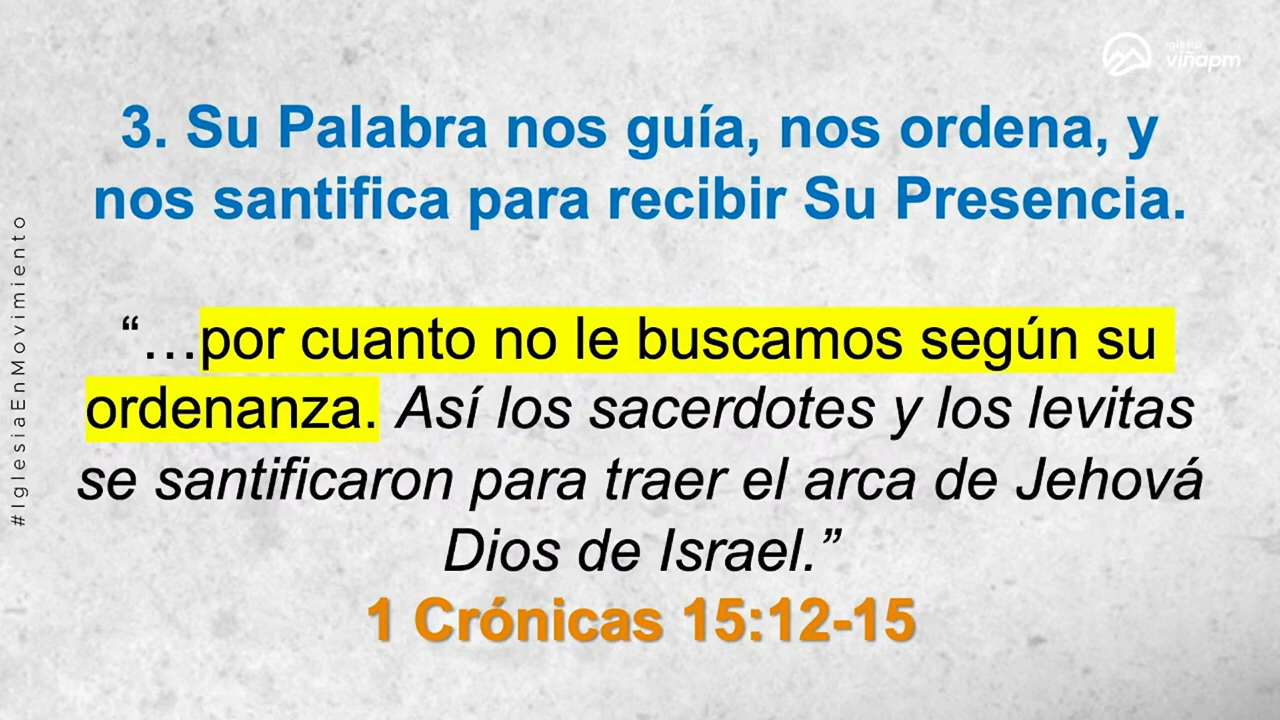 iglesia
viñapm
3. Su Palabra nos guía, nos ordena, y
nos santifica para recibir Su Presencia.
“…por cuanto no le buscamos según su
ordenanza. Así los sacerdotes y los levitas
se santificaron para traer el arca de Jehová
Dios de Israel.”
1 Crónicas 15:12-15
#IglesiaEnMovimiento